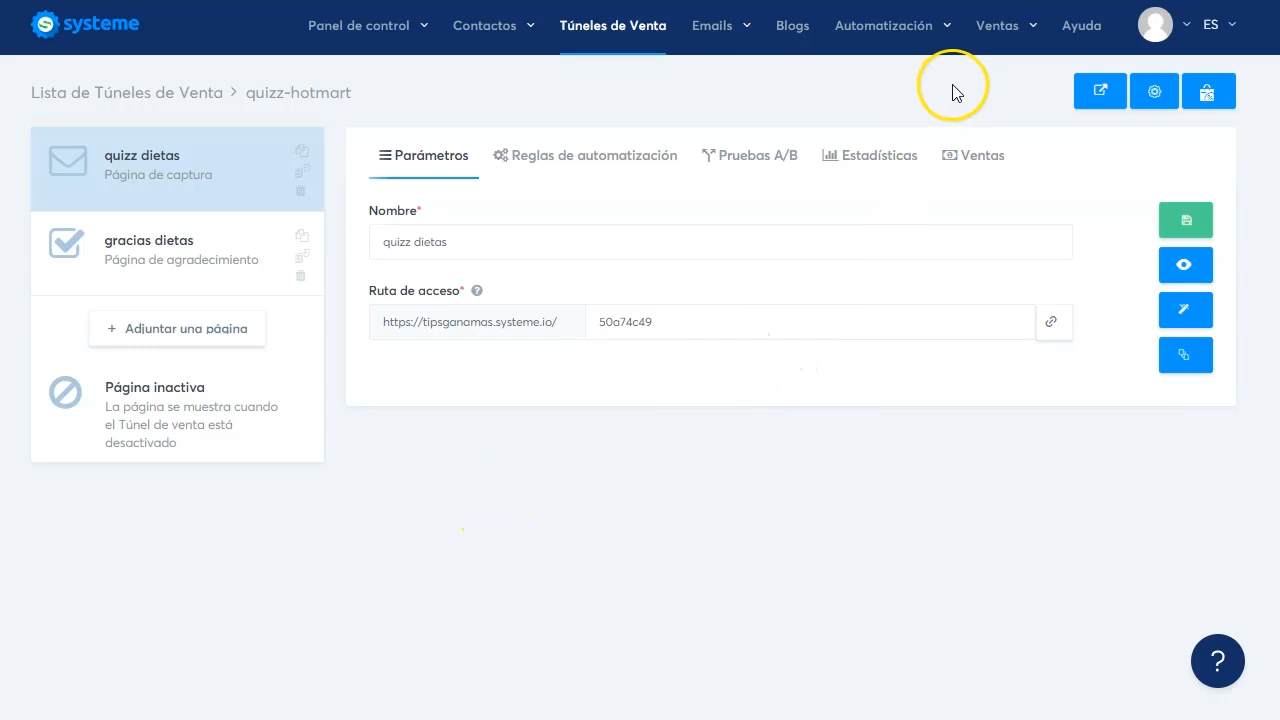 systeme
Panel de control
Contactos
Túneles de Venta
Emails
Blogs
Automatización
Ventas
Ayuda
ES
Lista de Túneles de Venta > quizz-hotmart
quizz dietas
Página de captura
gracias dietas
Página de agradecimiento
+ Adjuntar una página
Página inactiva
La página se muestra cuando
el Túnel de venta está
desactivado
Parámetros
Reglas de automatización
Pruebas A/B
Estadísticas
Ventas
Nombre*
quizz dietas
Ruta de acceso* ?
https://tipsganamas.systeme.io/
50a74c49
?